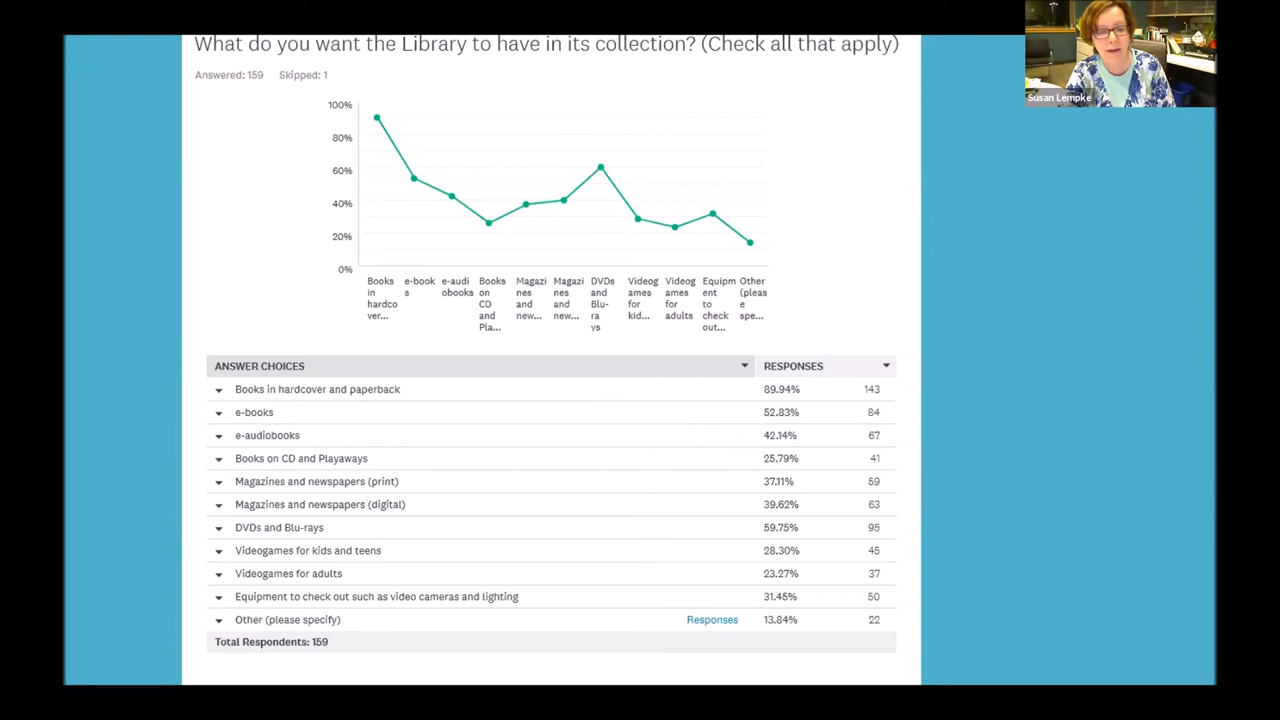 What do you want the Library to have in its collection? (Check all that apply)
Answered: 159 Skipped: 1
Susan Lempke
100%
80%
60%
40%
20%
0%
Books in hardco ver...
e-book s
e-audi obooks
Books on CD and Pla...
Magazi nes and new...
Magazi nes and new...
DVDs and Blu-ra ys
Videog ames for kid...
Videog ames for adults
Equipm ent to check out...
Other (pleas e spe...
ANSWER CHOICES RESPONSES
Books in hardcover and paperback 89.94% 143
e-books 52.83% 84
e-audiobooks 42.14% 67
Books on CD and Playaways 25.79% 41
Magazines and newspapers (print) 37.11% 59
Magazines and newspapers (digital) 39.62% 63
DVDs and Blu-rays 59.75% 95
Videogames for kids and teens 28.30% 45
Videogames for adults 23.27% 37
Equipment to check out such as video cameras and lighting 31.45% 50
Other (please specify) Responses 13.84% 22
Total Respondents: 159